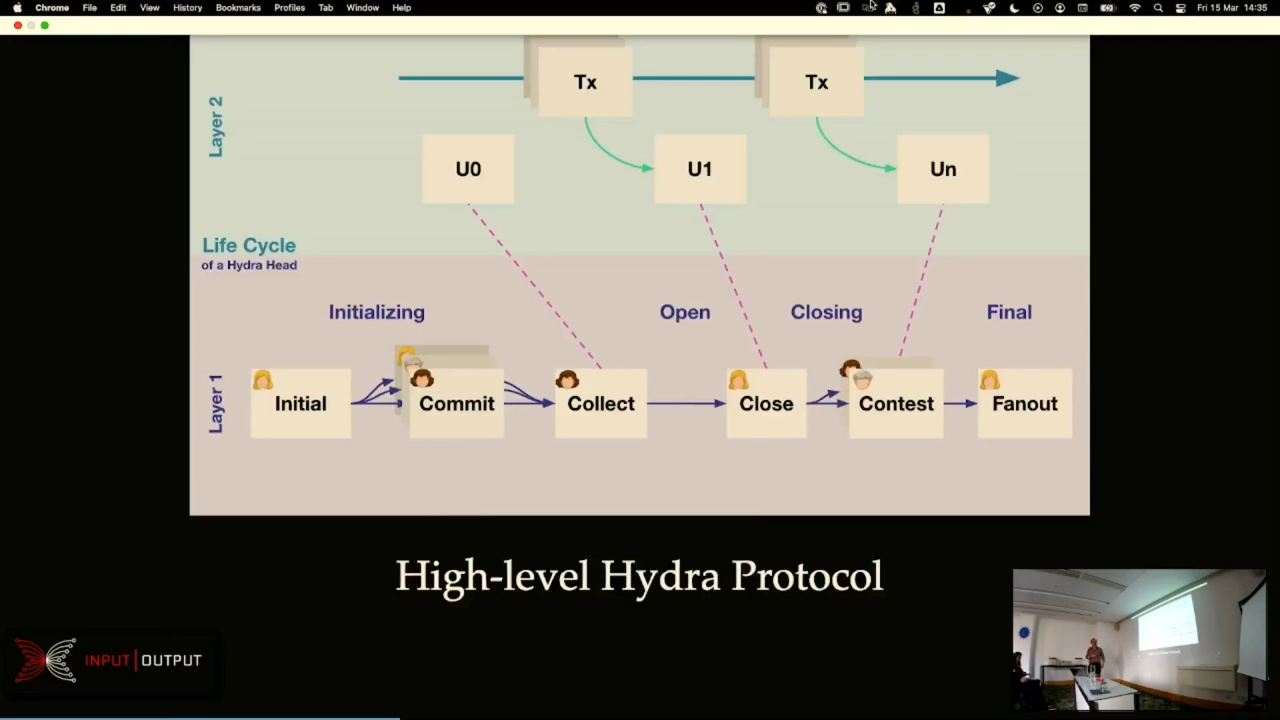 Chrome File Edit View History Bookmarks Profiles Tab Window Help Fri 15 Mar 14:35
Tx Tx
Layer 2
U0 U1 Un
Life Cycle
of a Hydra Head
Initializing Open Closing Final
Layer 1
Initial Commit Collect Close Contest Fanout
High-level Hydra Protocol
INPUT|OUTPUT